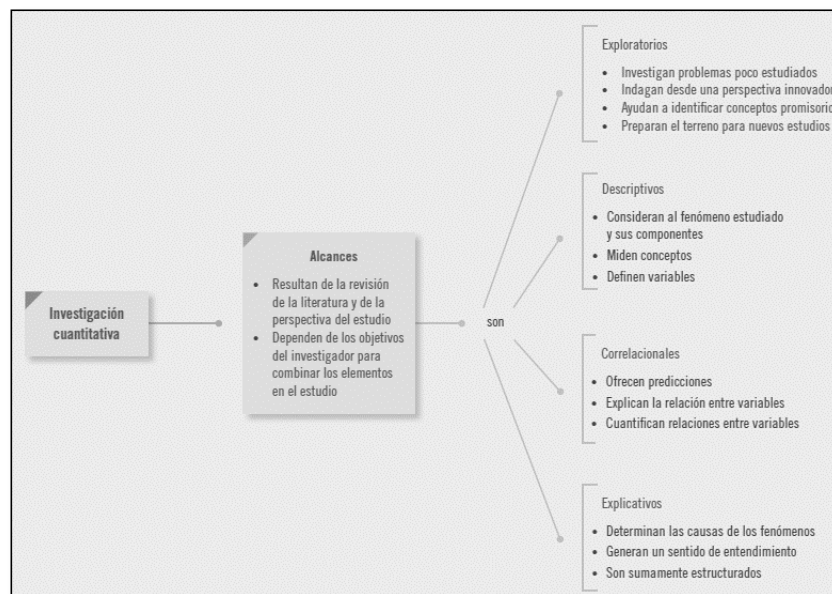 Investigación
cuantitativa
Alcances
• Resultan de la revisión
de la literatura y de la
perspectiva del estudio
• Dependen de los objetivos
del investigador para
combinar los elementos
en el estudio
son
Exploratorios
• Investigan problemas poco estudiados
• Indagan desde una perspectiva innovador
• Ayudan a identificar conceptos promisorio
• Preparan el terreno para nuevos estudios
Descriptivos
• Consideran al fenómeno estudiado
y sus componentes
• Miden conceptos
• Definen variables
Correlacionales
• Ofrecen predicciones
• Explican la relación entre variables
• Cuantifican relaciones entre variables
Explicativos
• Determinan las causas de los fenómenos
• Generan un sentido de entendimiento
• Son sumamente estructurados